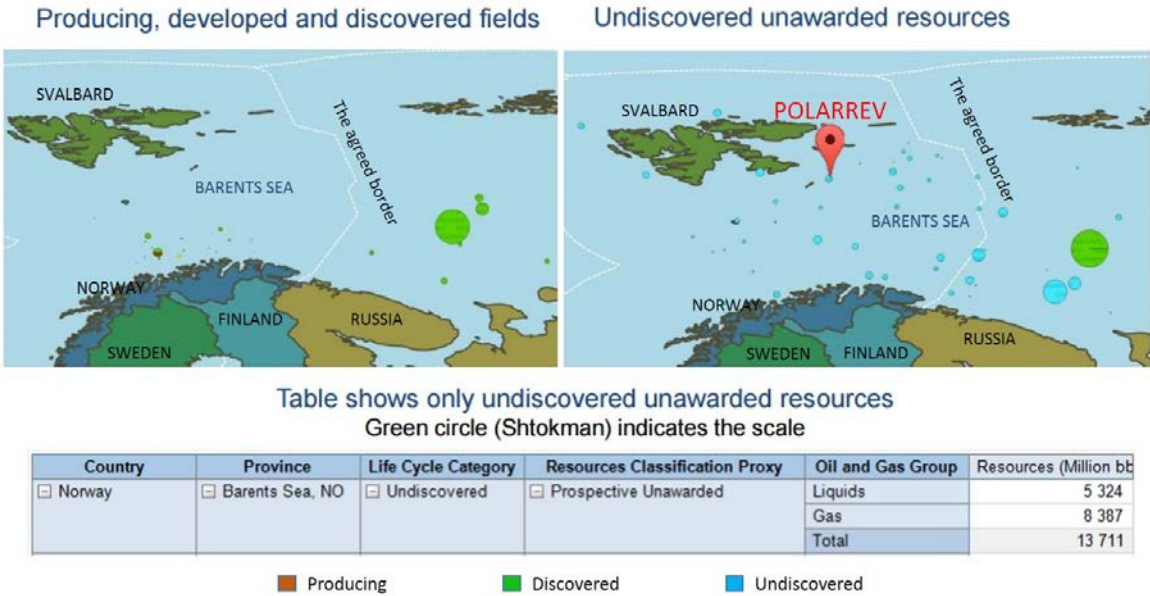 Producing, developed and discovered fields
Undiscovered unawarded resources
SVALBARD
The agreed border
BARENTS SEA
NORWAY
FINLAND
RUSSIA
SWEDEN
SVALBARD
POLARREV
The agreed border
BARENTS SEA
NORWAY
RUSSIA
SWEDEN
FINLAND
Table shows only undiscovered unawarded resources
Green circle (Shtokman) indicates the scale
Country Province Life Cycle Category Resources Classification Proxy Oil and Gas Group Resources (Million bb
Norway Barents Sea, NO Undiscovered Prospective Unawarded Liquids 5 324
Gas 8 387
Total 13 711
Producing Discovered Undiscovered